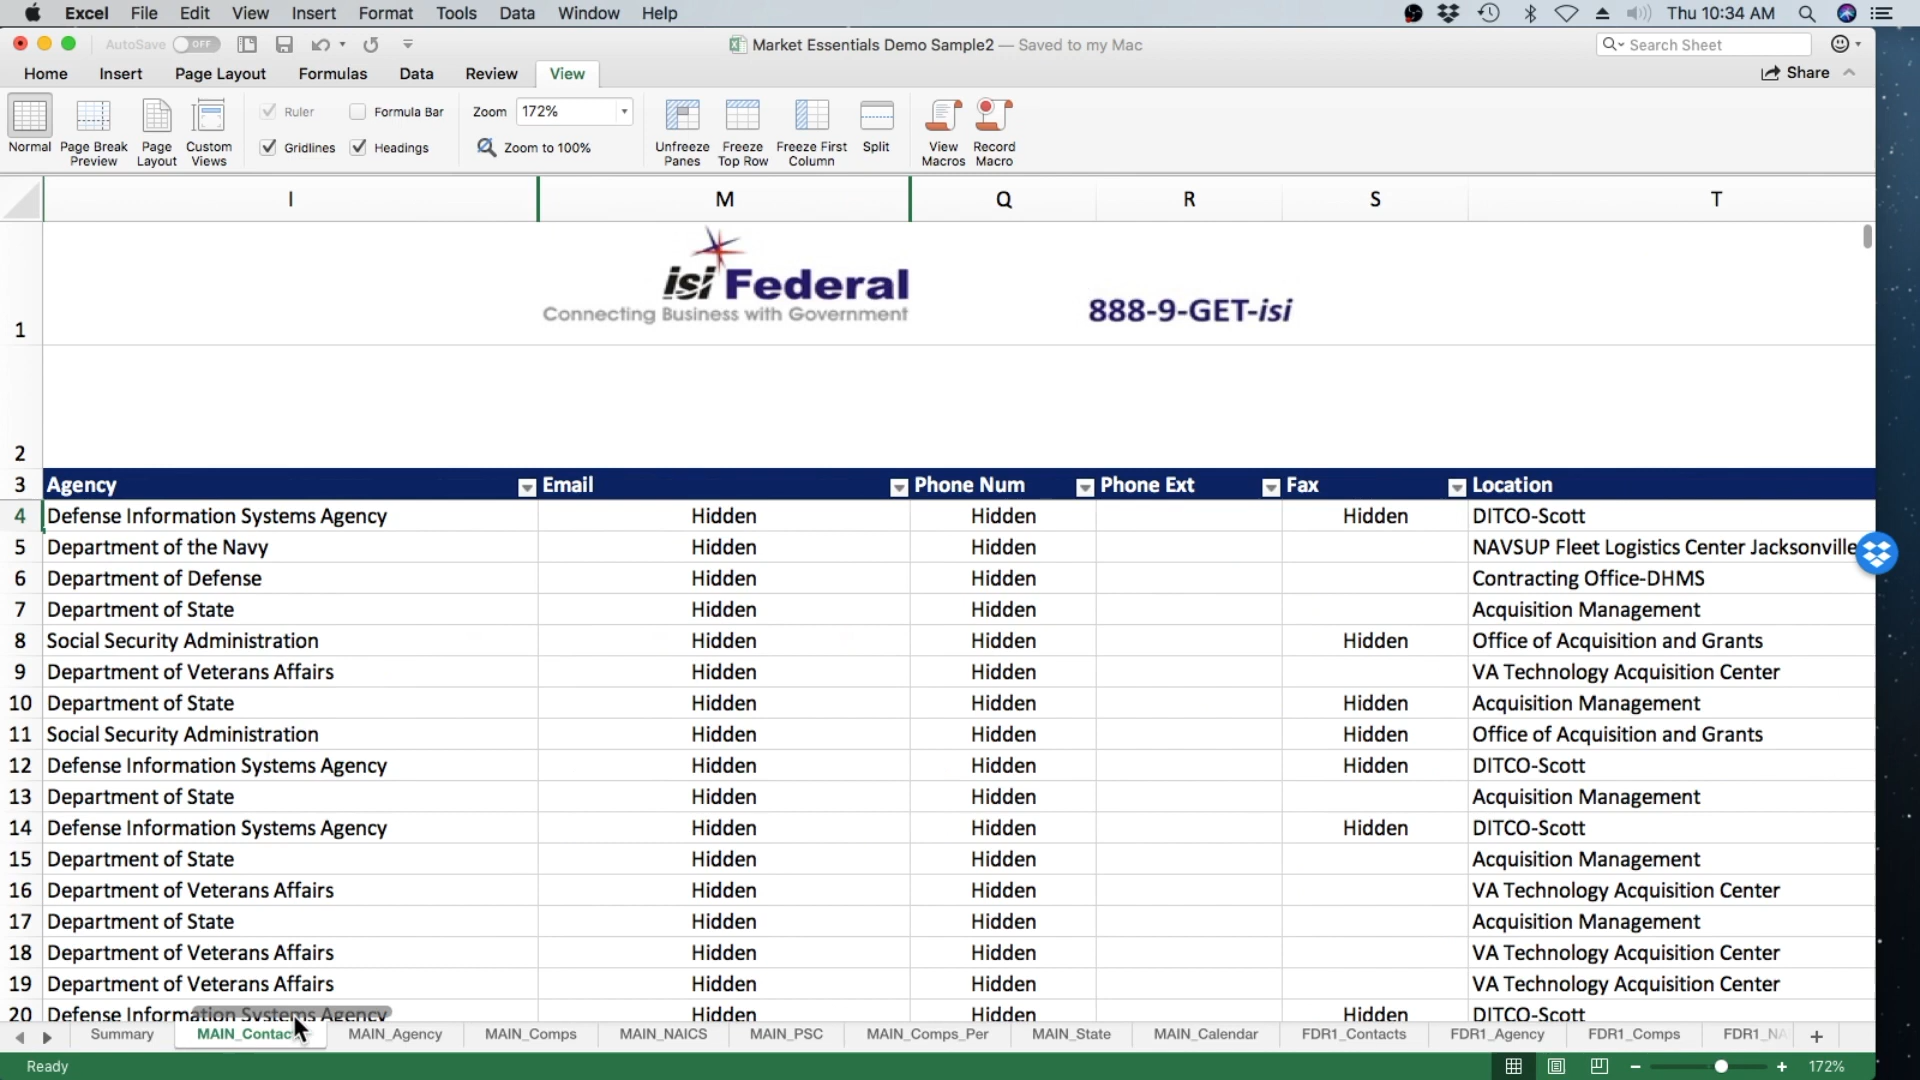 Excel File Edit View Insert Format Tools Data Window Help Thu 10:34 AM
AutoSave OFF Market Essentials Demo Sample2 — Saved to my Mac Search Sheet
Home Insert Page Layout Formulas Data Review View Share
Ruler Formula Bar Zoom 172%
Gridlines Headings Zoom to 100%
Normal Page Break Preview Page Layout Custom Views Unfreeze Panes Freeze Top Row Freeze First Column Split View Macros Record Macro
I M Q R S T
isi Federal
Connecting Business with Government
888-9-GET-isi
1
2
3 Agency Email Phone Num Phone Ext Fax Location
4 Defense Information Systems Agency Hidden Hidden Hidden DITCO-Scott
5 Department of the Navy Hidden Hidden NAVSUP Fleet Logistics Center Jacksonville
6 Department of Defense Hidden Hidden Contracting Office-DHMS
7 Department of State Hidden Hidden Acquisition Management
8 Social Security Administration Hidden Hidden Hidden Office of Acquisition and Grants
9 Department of Veterans Affairs Hidden Hidden VA Technology Acquisition Center
10 Department of State Hidden Hidden Hidden Acquisition Management
11 Social Security Administration Hidden Hidden Hidden Office of Acquisition and Grants
12 Defense Information Systems Agency Hidden Hidden Hidden DITCO-Scott
13 Department of State Hidden Hidden Acquisition Management
14 Defense Information Systems Agency Hidden Hidden Hidden DITCO-Scott
15 Department of State Hidden Hidden Acquisition Management
16 Department of Veterans Affairs Hidden Hidden VA Technology Acquisition Center
17 Department of State Hidden Hidden Acquisition Management
18 Department of Veterans Affairs Hidden Hidden VA Technology Acquisition Center
19 Department of Veterans Affairs Hidden Hidden VA Technology Acquisition Center
20 Defense Information Systems Agency Hidden Hidden Hidden DITCO-Scott
Summary MAIN_Contac MAIN_Agency MAIN_Comps MAIN_NAICS MAIN_PSC MAIN_Comps_Per MAIN_State MAIN_Calendar FDR1_Contacts FDR1_Agency FDR1_Comps FDR1_NA
Ready 172%